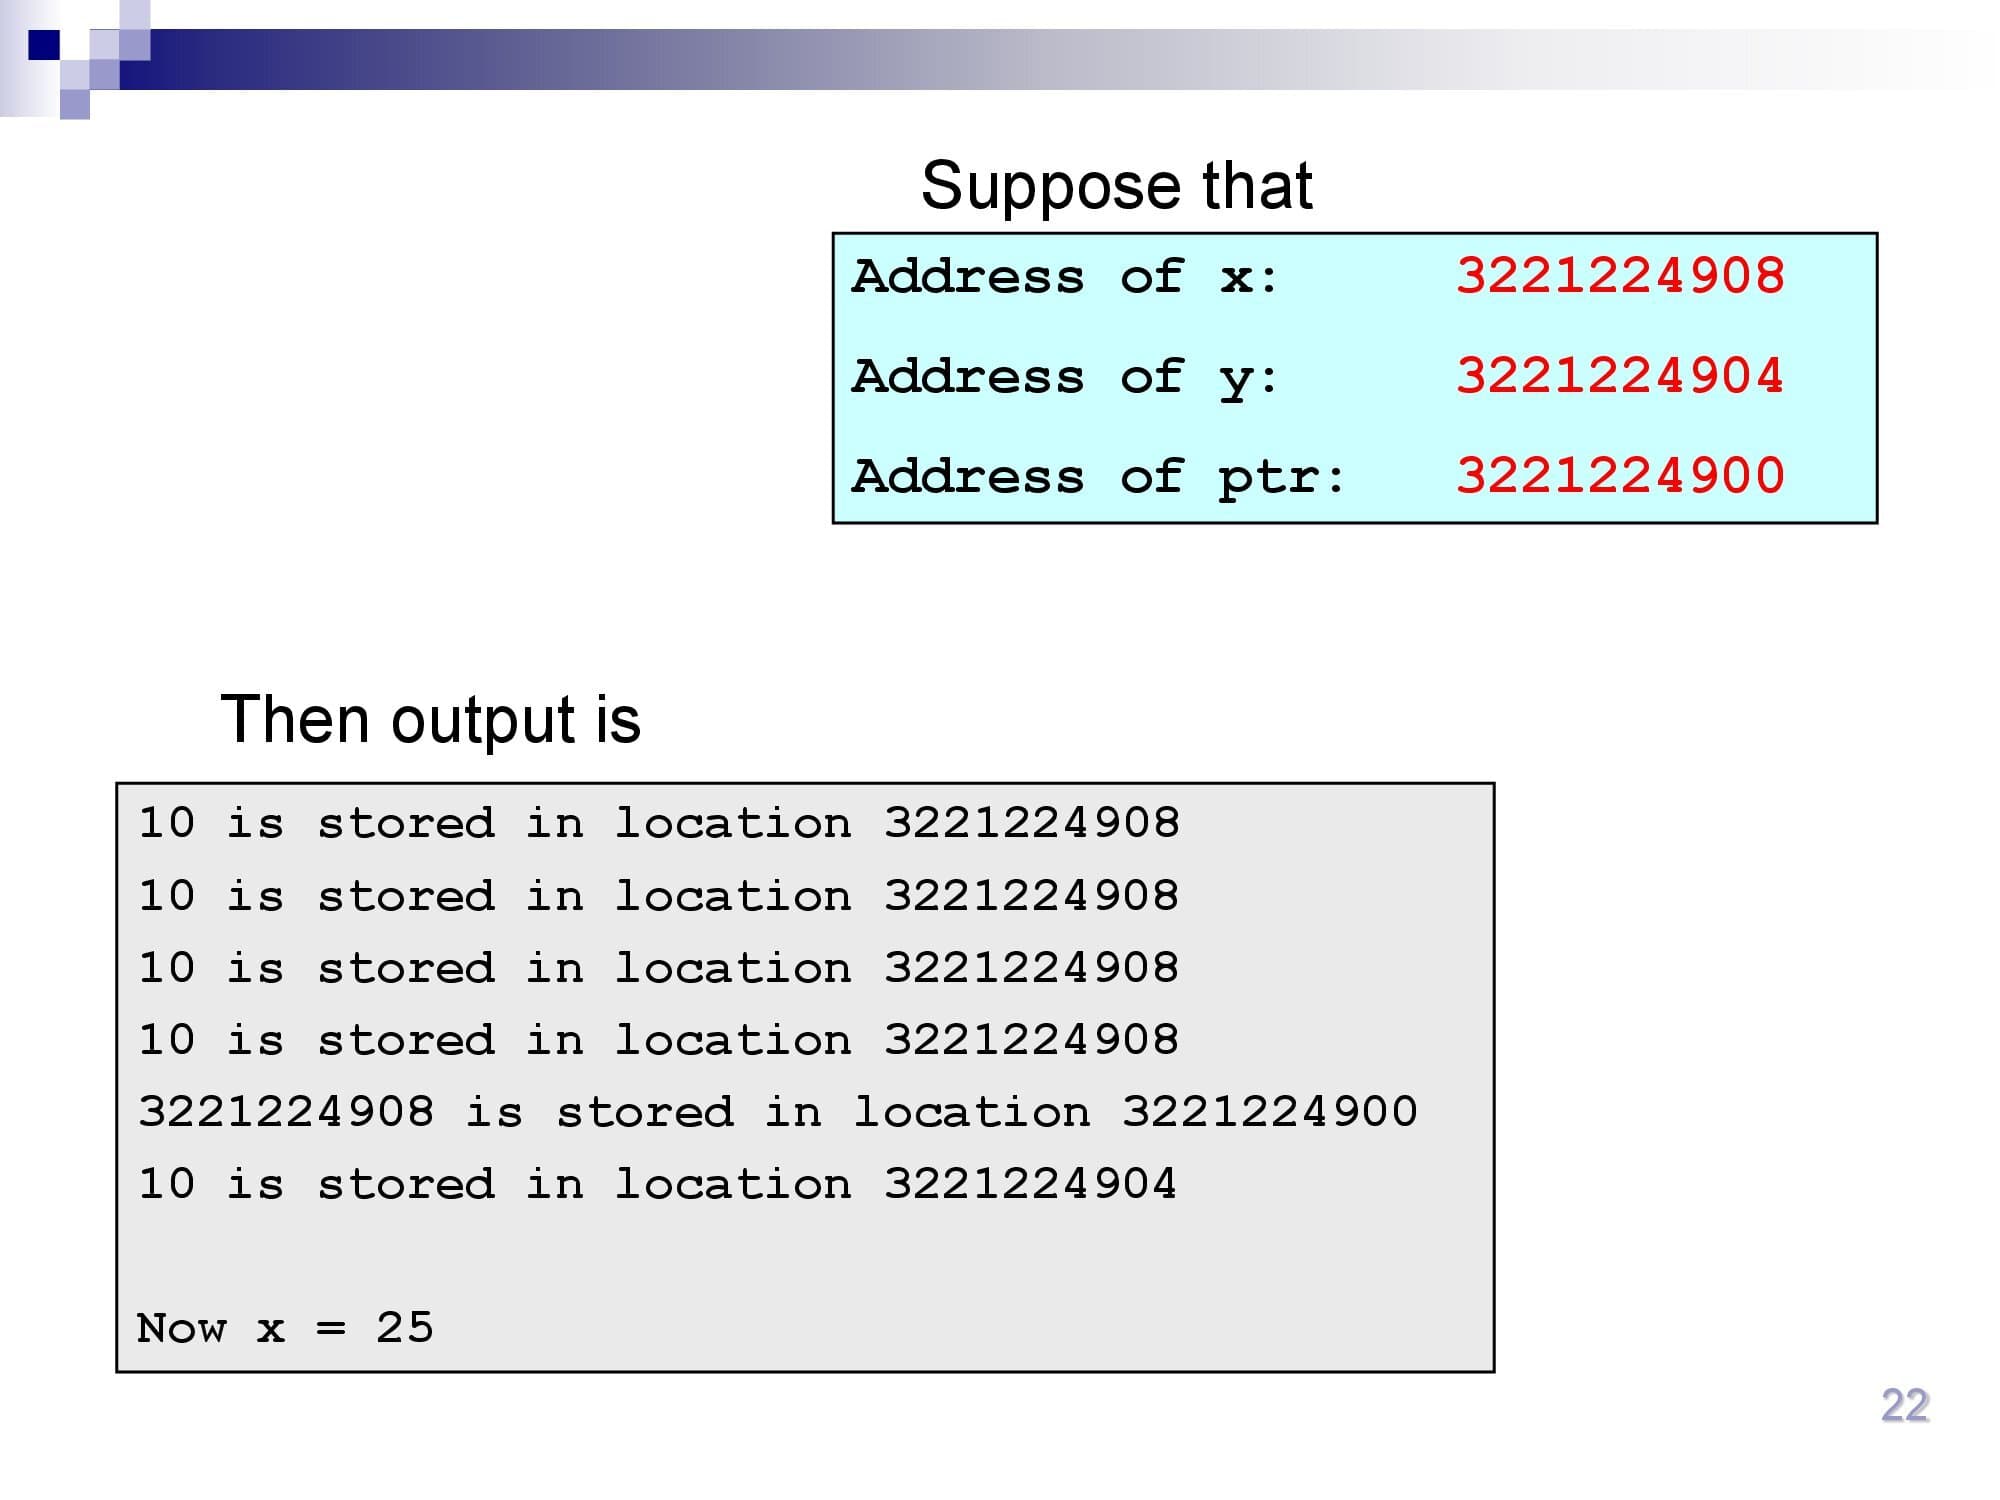 Suppose that
Address of x: 3221224908
Address of y: 3221224904
Address of ptr: 3221224900
Then output is
10 is stored in location 3221224908
10 is stored in location 3221224908
10 is stored in location 3221224908
10 is stored in location 3221224908
3221224908 is stored in location 3221224900
10 is stored in location 3221224904
Now x = 25
22